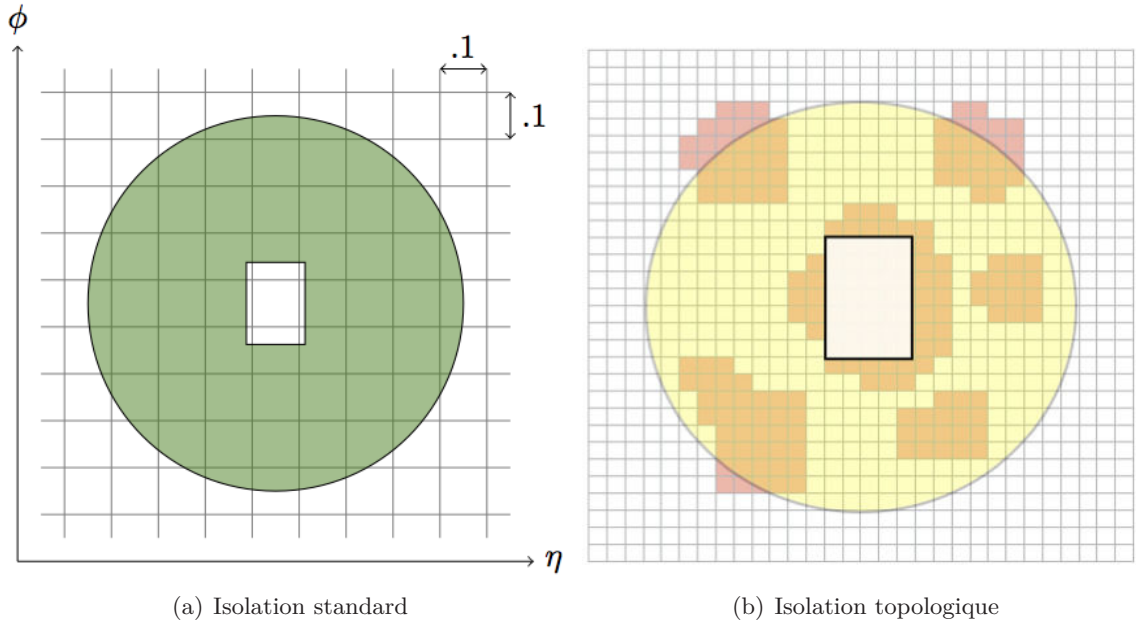 ϕ
.1
.1
η
(a) Isolation standard
(b) Isolation topologique